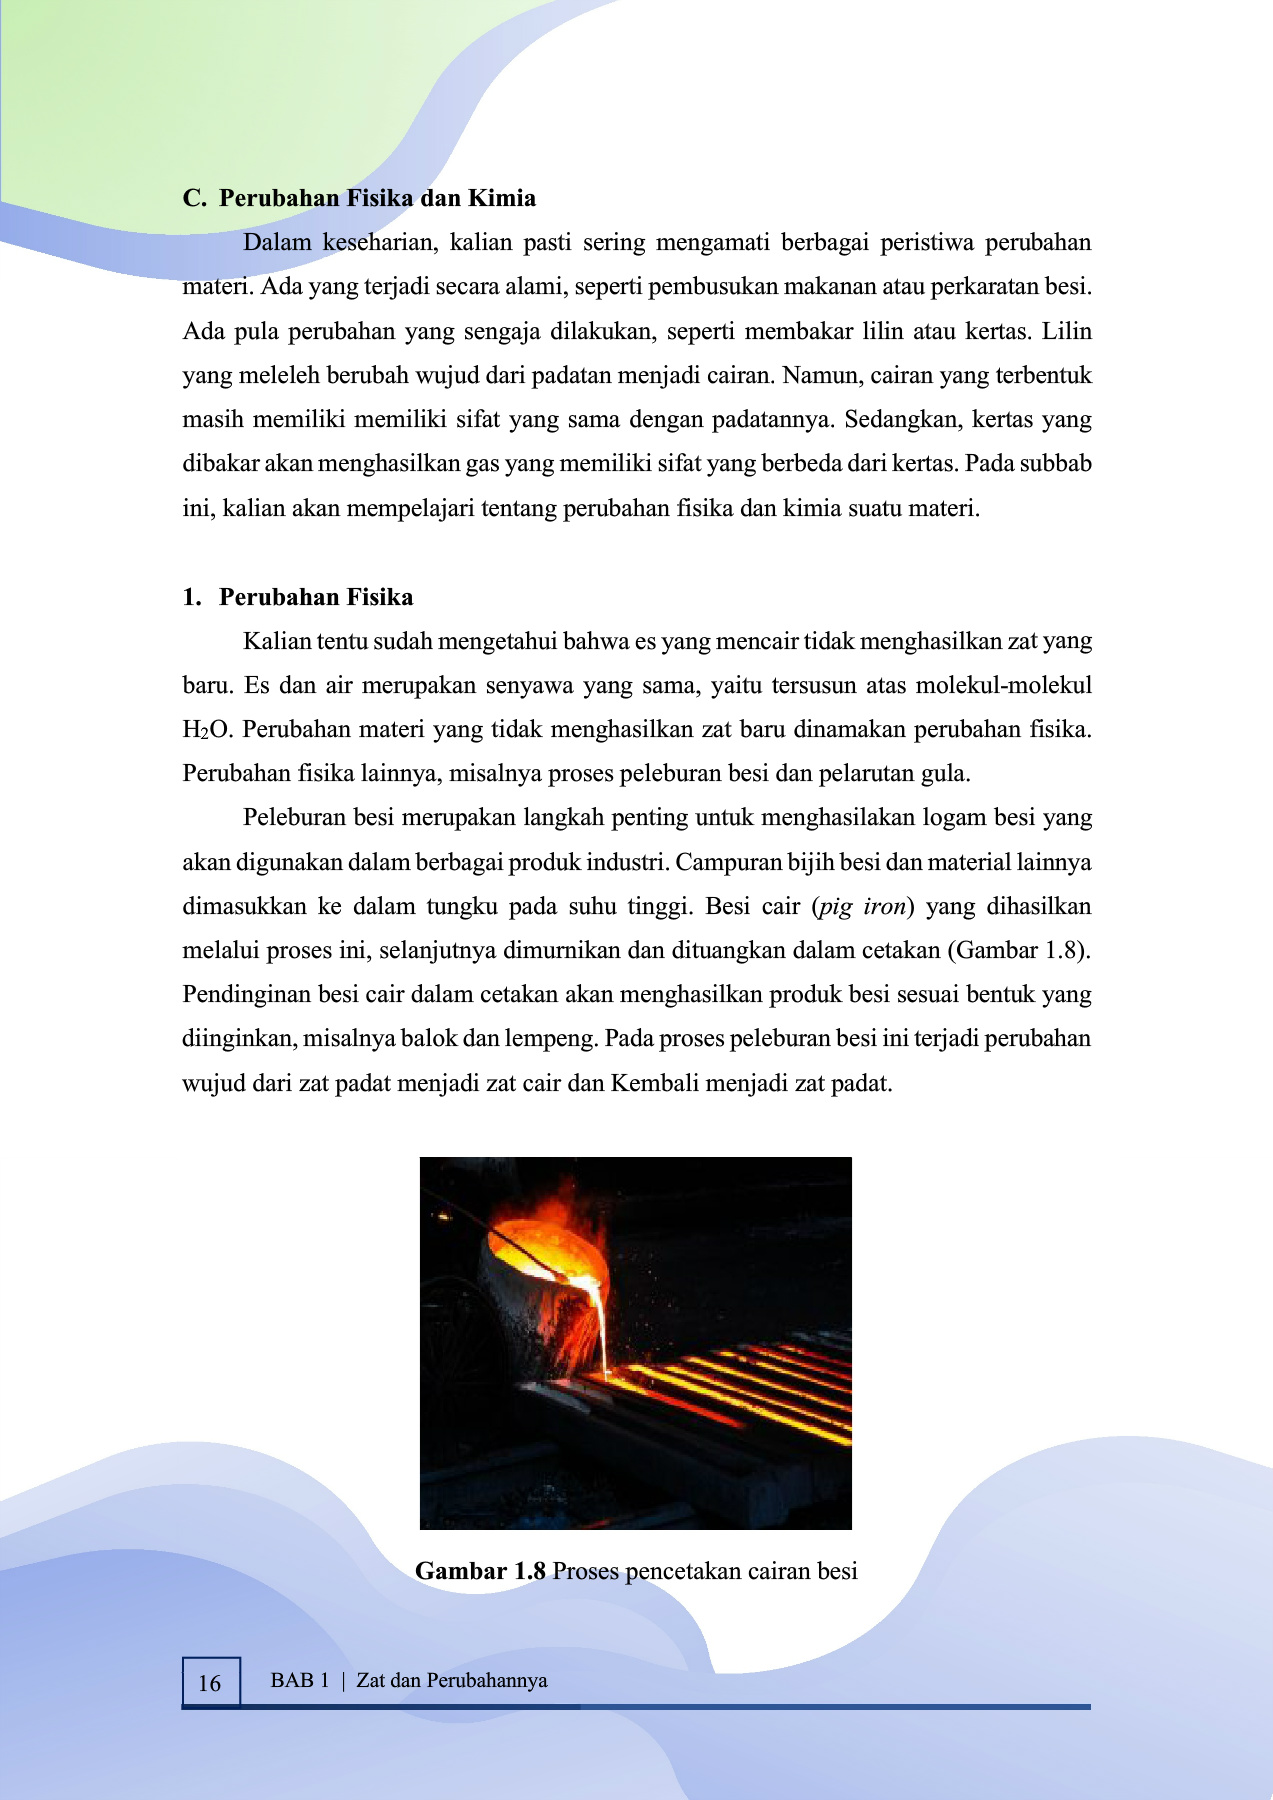 C. Perubahan Fisika dan Kimia
Dalam keseharian, kalian pasti sering mengamati berbagai peristiwa perubahan
materi. Ada yang terjadi secara alami, seperti pembusukan makanan atau perkaratan besi.
Ada pula perubahan yang sengaja dilakukan, seperti membakar lilin atau kertas. Lilin
yang meleleh berubah wujud dari padatan menjadi cairan. Namun, cairan yang terbentuk
masih memiliki memiliki sifat yang sama dengan padatannya. Sedangkan, kertas yang
dibakar akan menghasilkan gas yang memiliki sifat yang berbeda dari kertas. Pada subbab
ini, kalian akan mempelajari tentang perubahan fisika dan kimia suatu materi.
1. Perubahan Fisika
Kalian tentu sudah mengetahui bahwa es yang mencair tidak menghasilkan zat yang
baru. Es dan air merupakan senyawa yang sama, yaitu tersusun atas molekul-molekul
H₂O. Perubahan materi yang tidak menghasilkan zat baru dinamakan perubahan fisika.
Perubahan fisika lainnya, misalnya proses peleburan besi dan pelarutan gula.
Peleburan besi merupakan langkah penting untuk menghasilakan logam besi yang
akan digunakan dalam berbagai produk industri. Campuran bijih besi dan material lainnya
dimasukkan ke dalam tungku pada suhu tinggi. Besi cair (pig iron) yang dihasilkan
melalui proses ini, selanjutnya dimurnikan dan dituangkan dalam cetakan (Gambar 1.8).
Pendinginan besi cair dalam cetakan akan menghasilkan produk besi sesuai bentuk yang
diinginkan, misalnya balok dan lempeng. Pada proses peleburan besi ini terjadi perubahan
wujud dari zat padat menjadi zat cair dan Kembali menjadi zat padat.
Gambar 1.8 Proses pencetakan cairan besi
16 BAB 1 | Zat dan Perubahannya